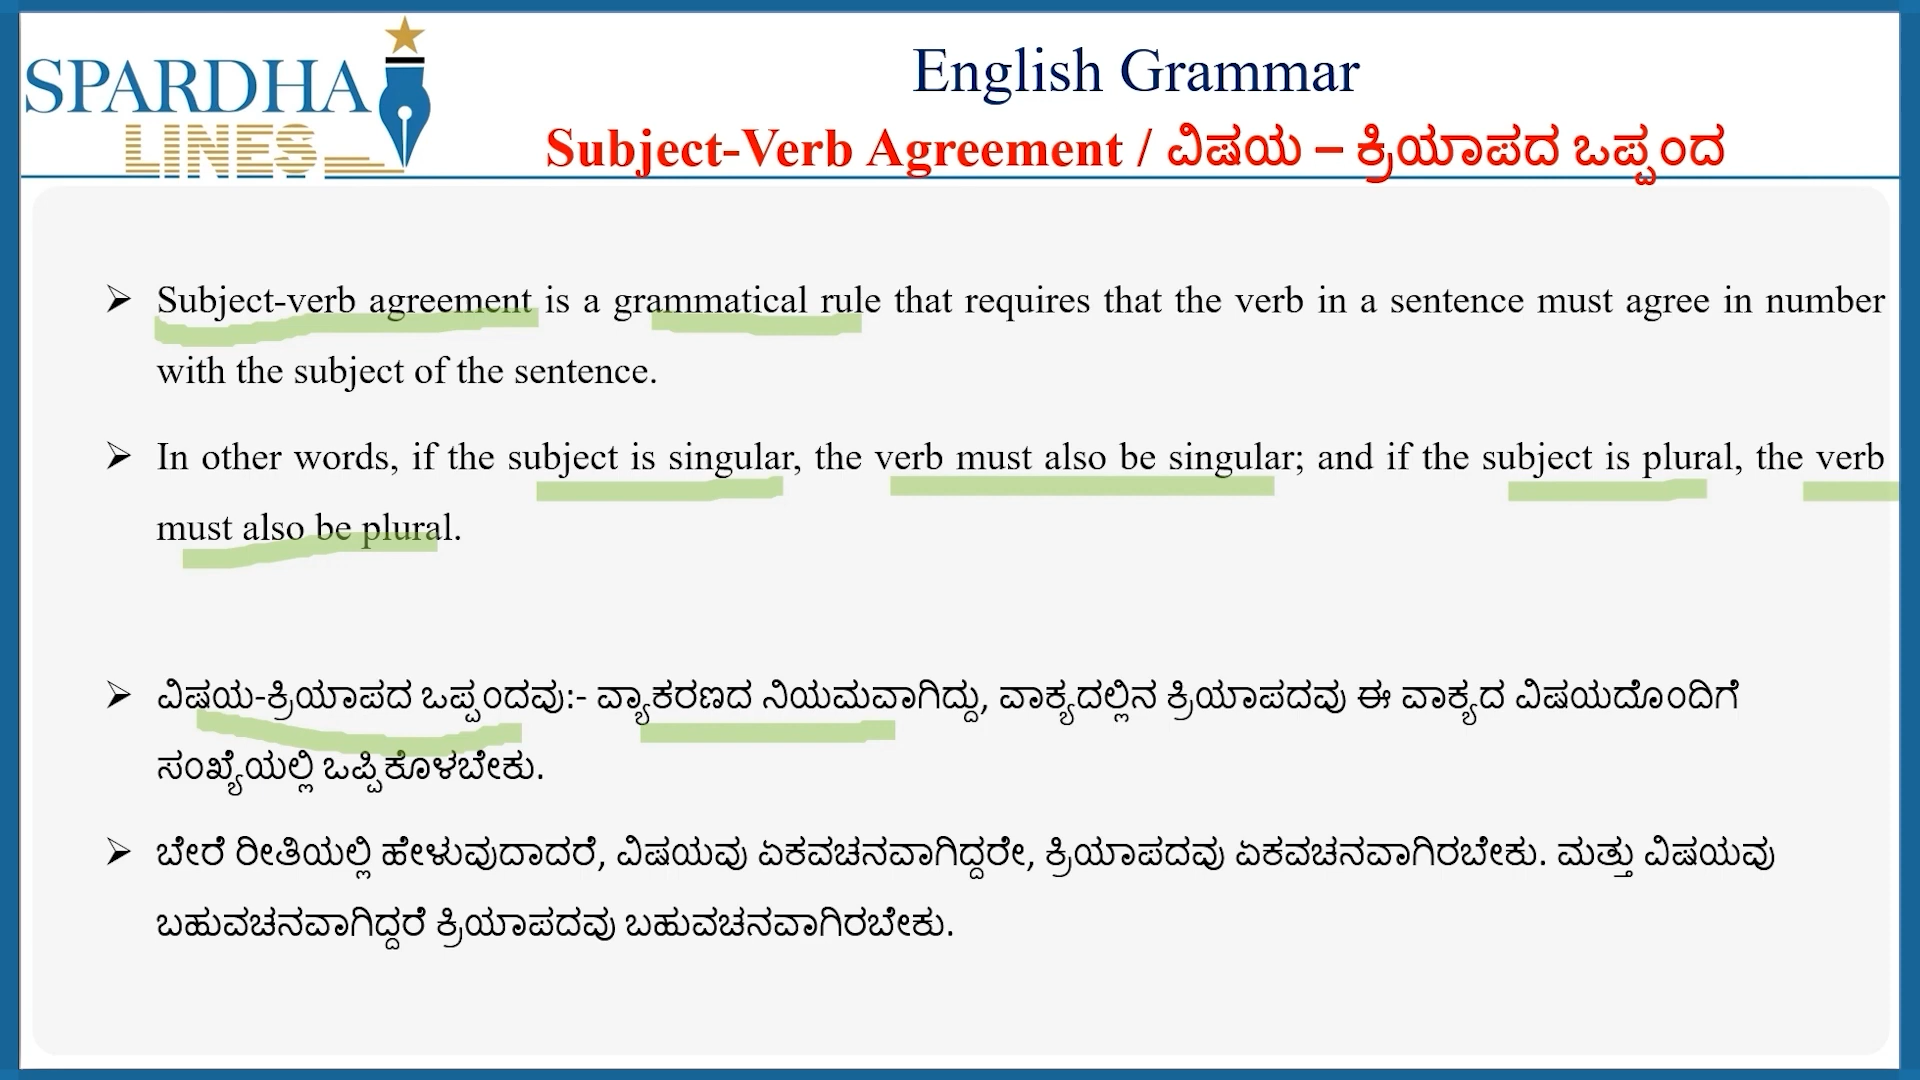 SPARDHA
LINES
English Grammar
Subject-Verb Agreement / ವಿಷಯ – ಕ್ರಿಯಾಪದ ಒಪ್ಪಂದ
➢ Subject-verb agreement is a grammatical rule that requires that the verb in a sentence must agree in number
with the subject of the sentence.
➢ In other words, if the subject is singular, the verb must also be singular; and if the subject is plural, the verb
must also be plural.
➢ ವಿಷಯ-ಕ್ರಿಯಾಪದ ಒಪ್ಪಂದವು:- ವ್ಯಾಕರಣದ ನಿಯಮವಾಗಿದ್ದು, ವಾಕ್ಯದಲ್ಲಿನ ಕ್ರಿಯಾಪದವು ಈ ವಾಕ್ಯದ ವಿಷಯದೊಂದಿಗೆ
ಸಂಖ್ಯೆಯಲ್ಲಿ ಒಪ್ಪಿಕೊಳಬೇಕು.
➢ ಬೇರೆ ರೀತಿಯಲ್ಲಿ ಹೇಳುವುದಾದರೆ, ವಿಷಯವು ಏಕವಚನವಾಗಿದ್ದರೇ, ಕ್ರಿಯಾಪದವು ಏಕವಚನವಾಗಿರಬೇಕು. ಮತ್ತು ವಿಷಯವು
ಬಹುವಚನವಾಗಿದ್ದರೆ ಕ್ರಿಯಾಪದವು ಬಹುವಚನವಾಗಿರಬೇಕು.